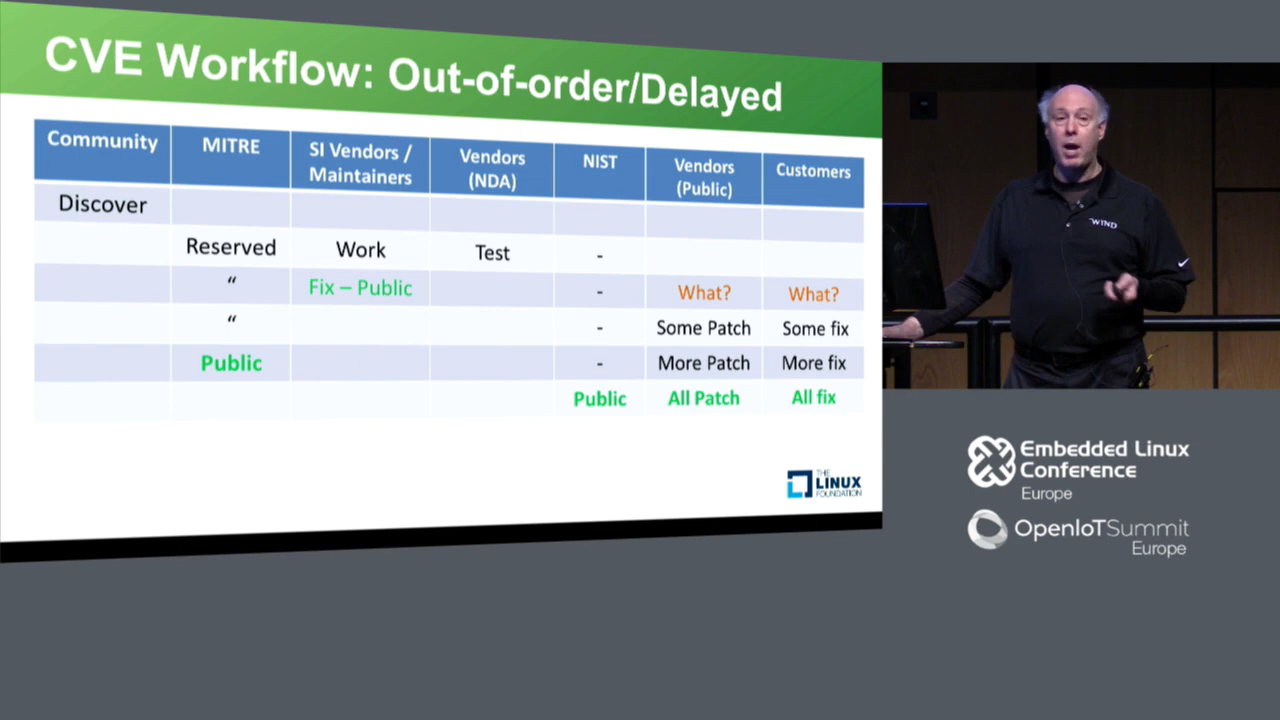 CVE Workflow: Out-of-order/Delayed
Community MITRE SI Vendors / Maintainers Vendors (NDA) NIST Vendors (Public) Customers
Discover
Reserved Work Test -
“ Fix – Public - What? What?
“ - Some Patch Some fix
Public - More Patch More fix
Public All Patch All fix
THE
LINUX
FOUNDATION
WIND
Embedded Linux
Conference
Europe
OpenIoTSummit
Europe